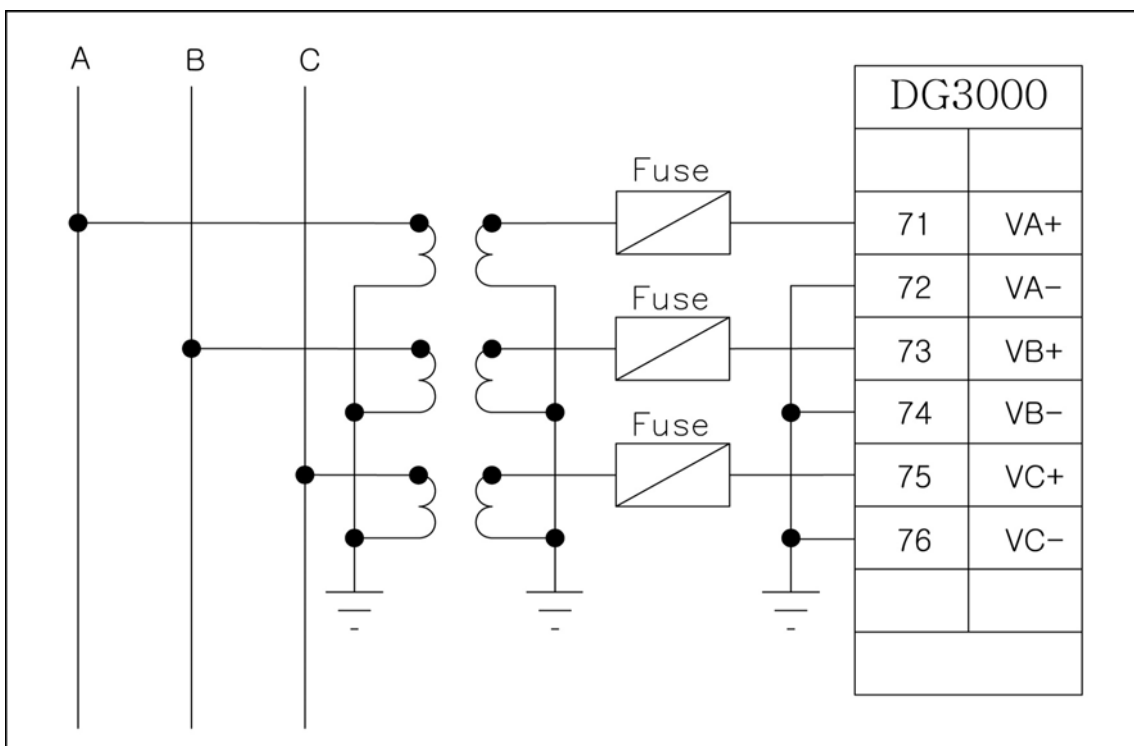 A B C
DG3000
Fuse
71 VA+
72 VA-
Fuse
73 VB+
74 VB-
Fuse
75 VC+
76 VC-